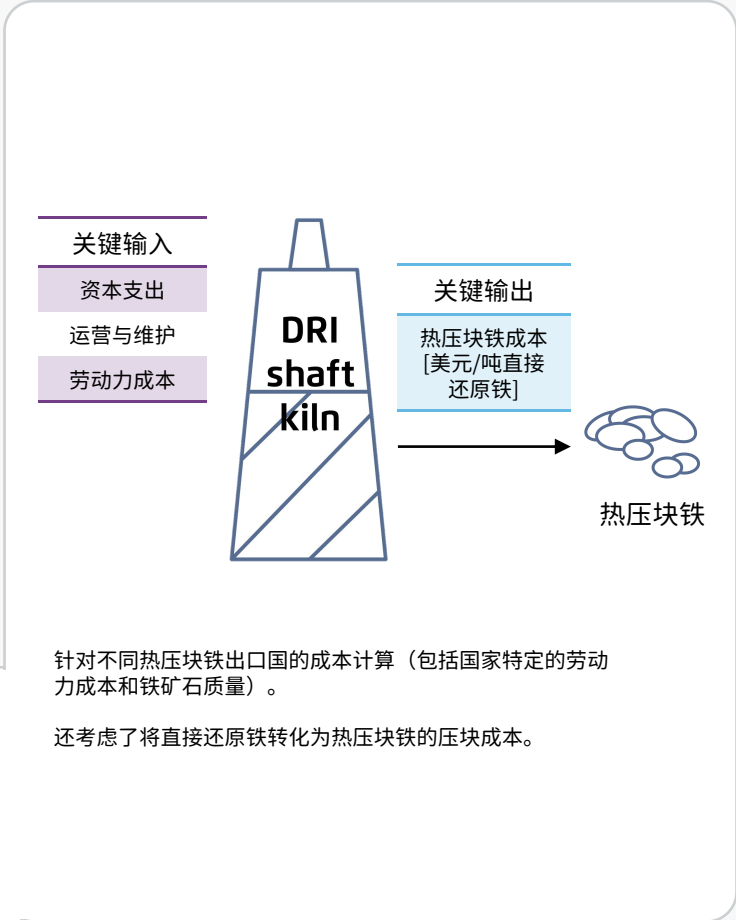 关键输入
资本支出
运营与维护
劳动力成本
DRI
shaft
kiln
关键输出
热压块铁成本
[美元/吨直接
还原铁]
热压块铁
针对不同热压块铁出口国的成本计算（包括国家特定的劳动
力成本和铁矿石质量）。
还考虑了将直接还原铁转化为热压块铁的压块成本。